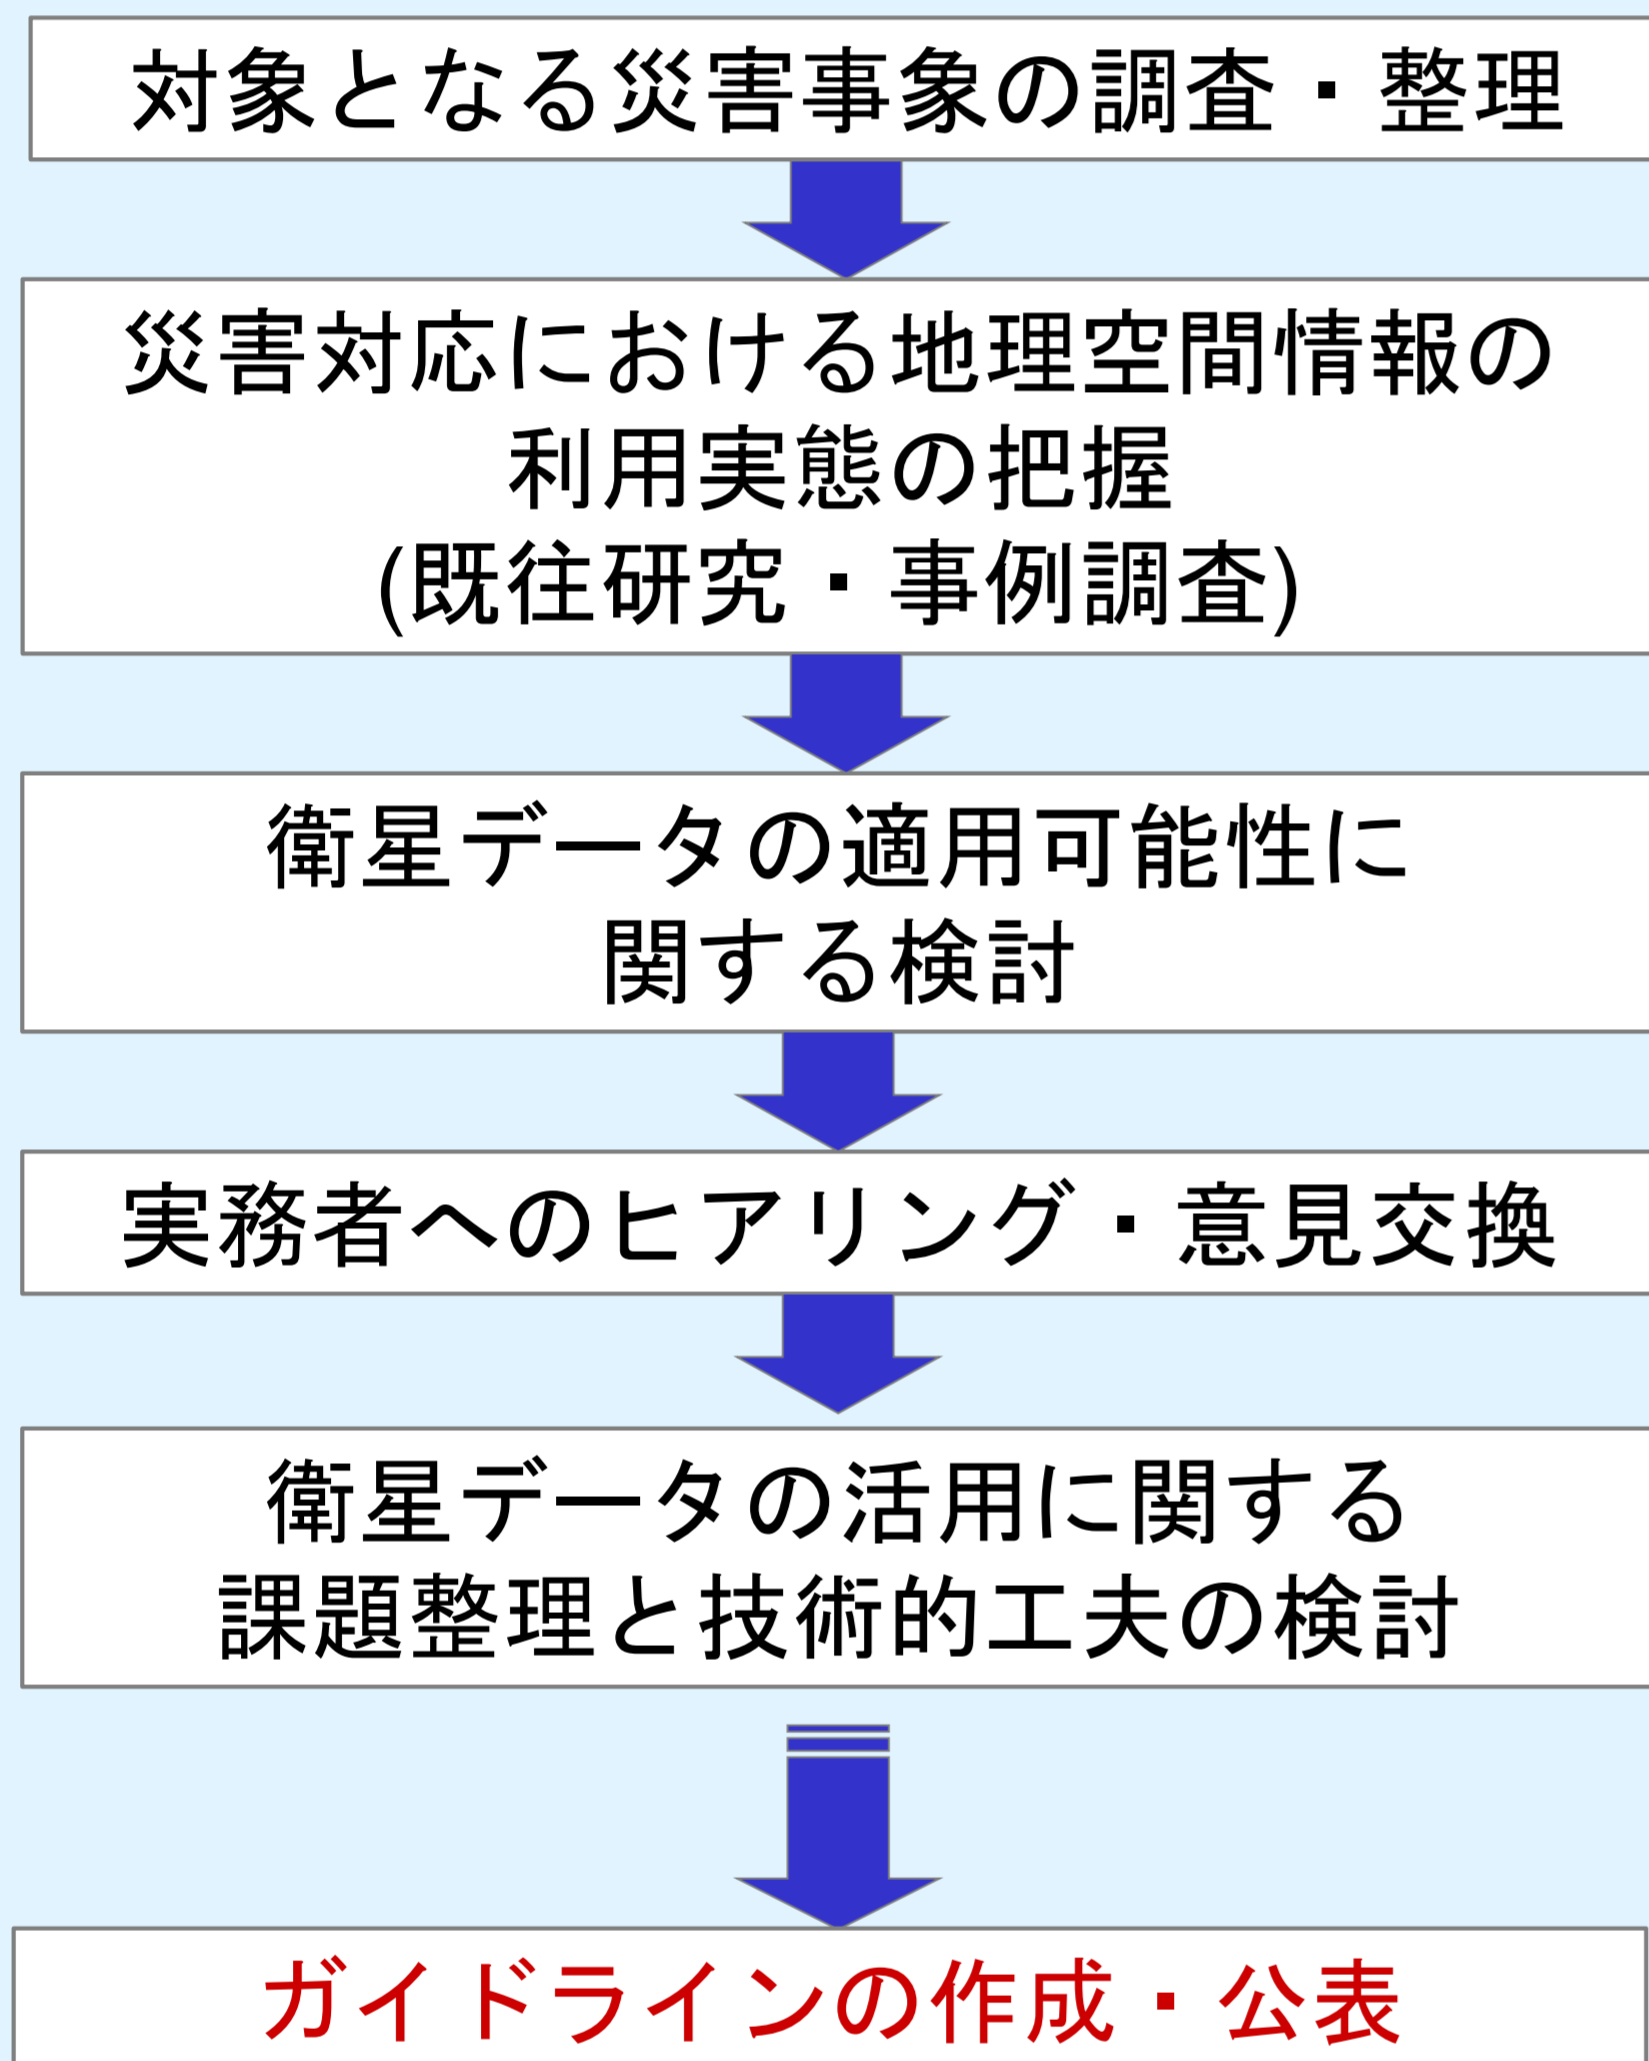 対象となる災害事象の調査・整理
災害対応における地理空間情報の
利用実態の把握
(既往研究・事例調査)
衛星データの適用可能性に
関する検討
実務者へのヒアリング・意見交換
衛星データの活用に関する
課題整理と技術的工夫の検討
ガイドラインの作成・公表